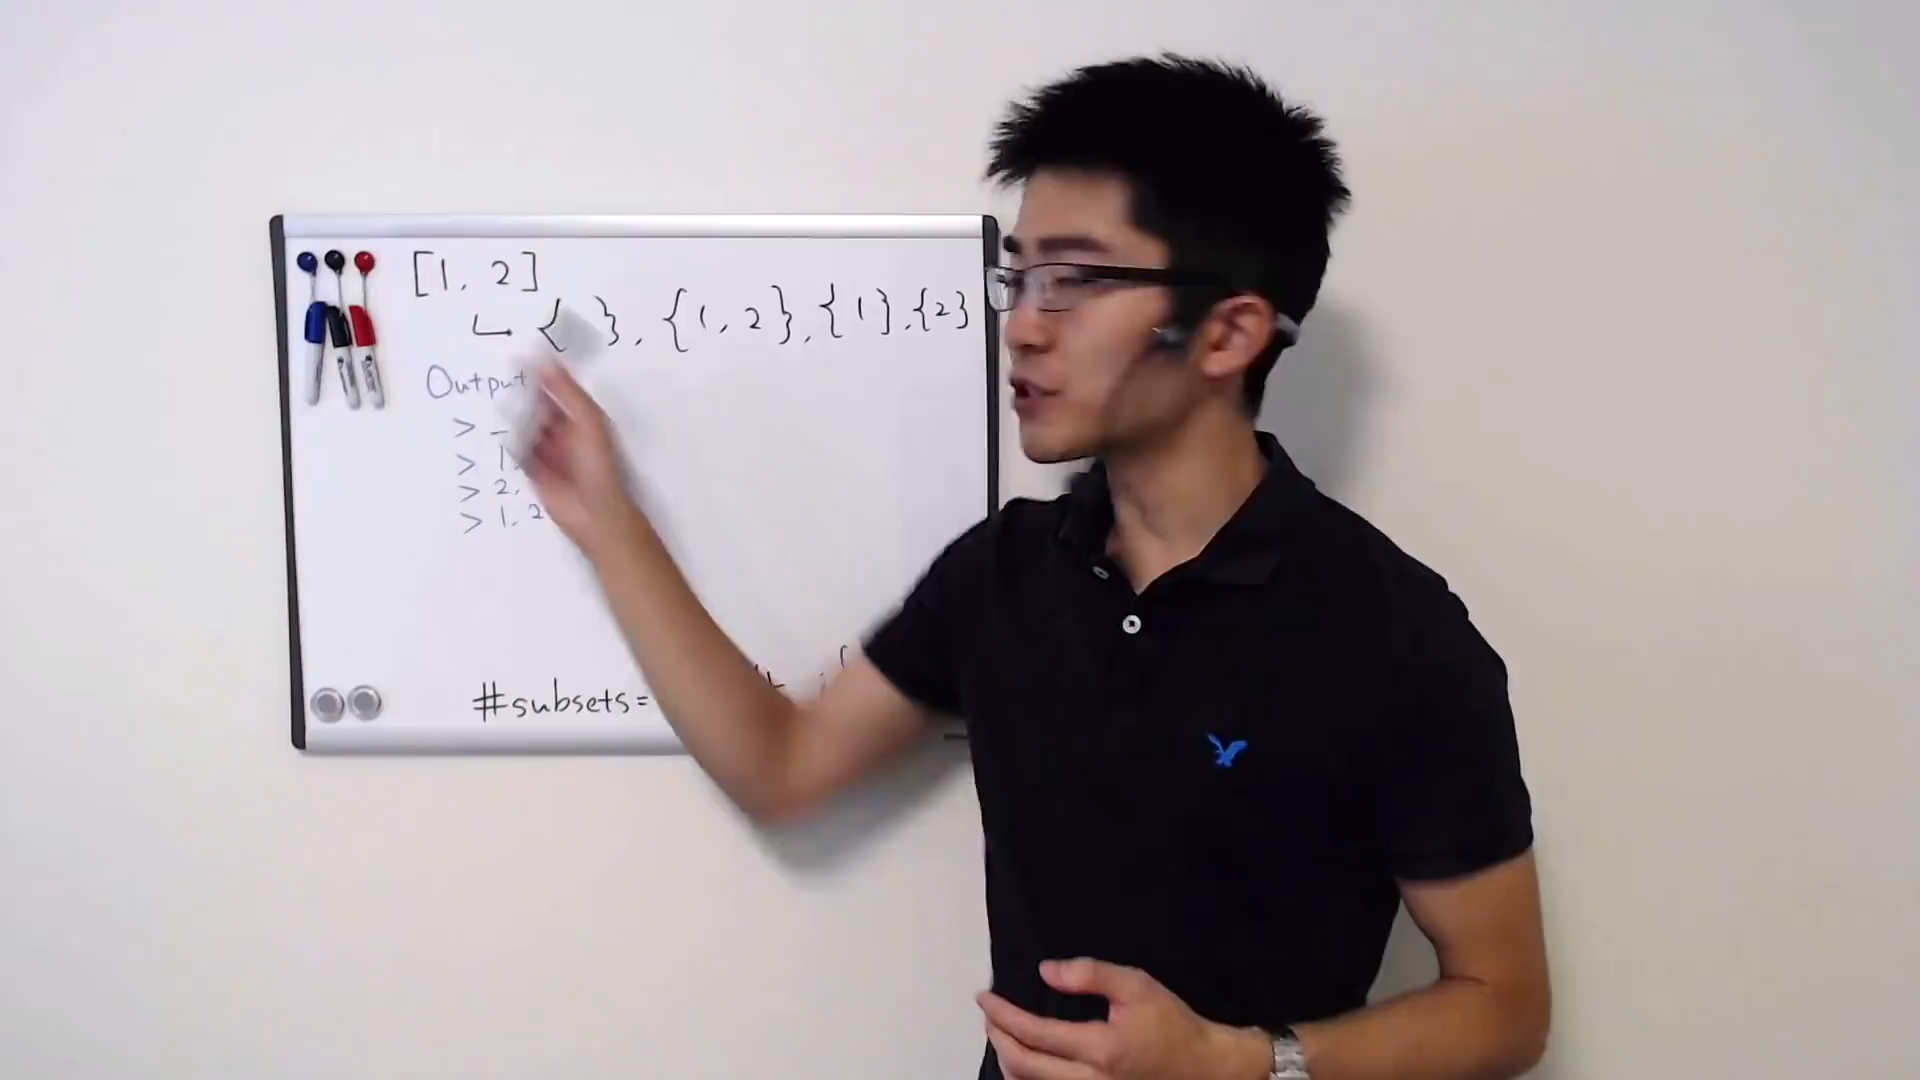 [1, 2]
{ }, {1, 2}, {1}, {2}
Output
> _
> 1,
> 2,
> 1, 2
#subsets=